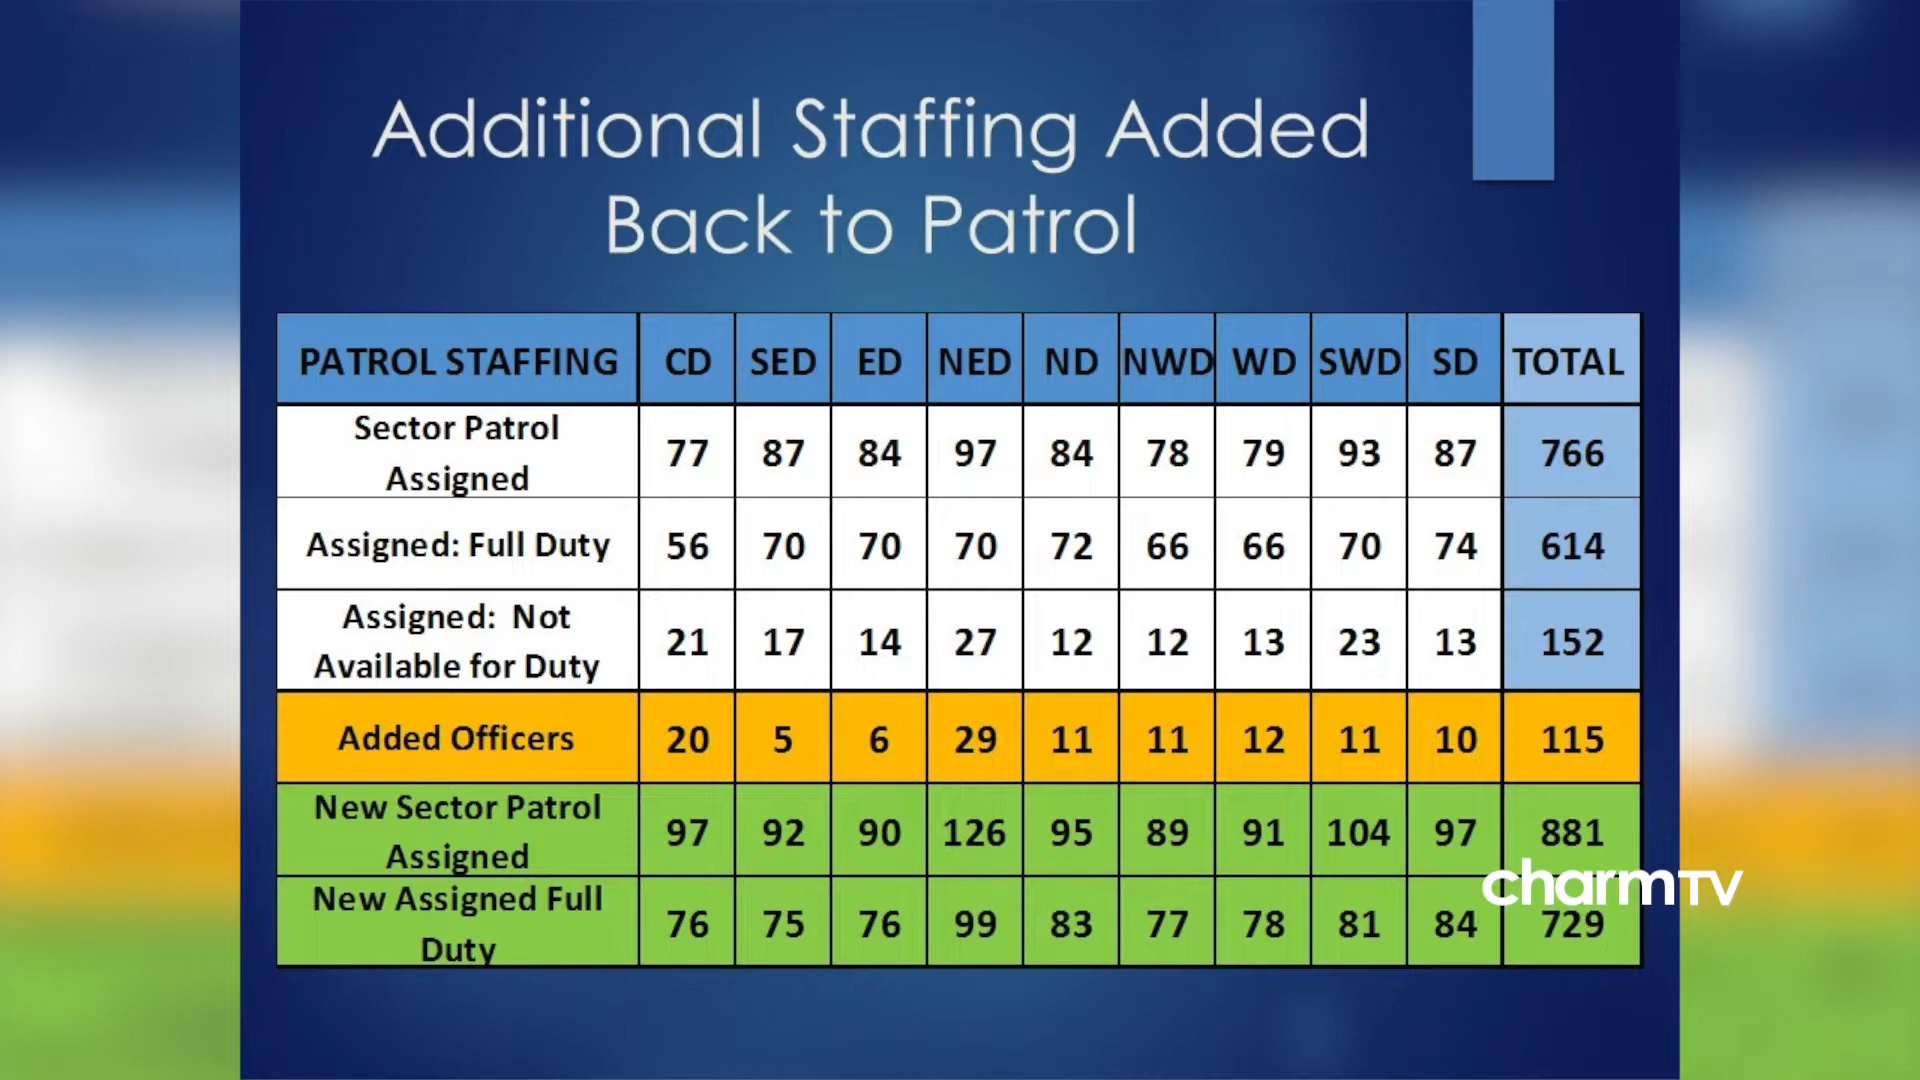 Additional Staffing Added
Back to Patrol
PATROL STAFFING CD SED ED NED ND NWD WD SWD SD TOTAL
Sector Patrol
Assigned 77 87 84 97 84 78 79 93 87 766
Assigned: Full Duty 56 70 70 70 72 66 66 70 74 614
Assigned: Not
Available for Duty 21 17 14 27 12 12 13 23 13 152
Added Officers 20 5 6 29 11 11 12 11 10 115
New Sector Patrol
Assigned 97 92 90 126 95 89 91 104 97 881
New Assigned Full
Duty 76 75 76 99 83 77 78 81 84 729
charmTV